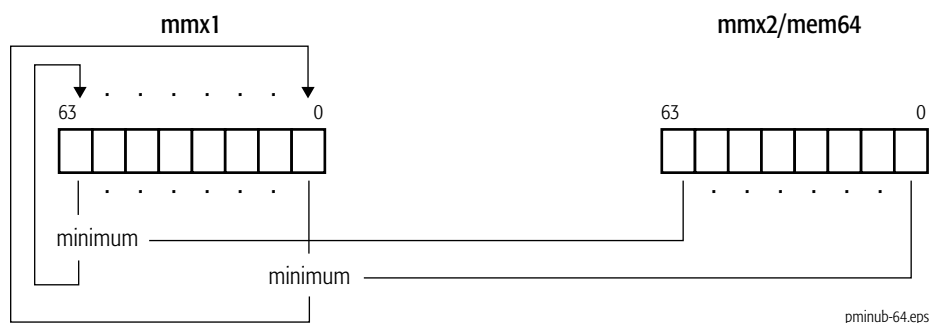 mmx1 mmx2/mem64
. . . . . .
63 0 63 0
. . . . . . . . . . . .
minimum
minimum
pminub-64.eps